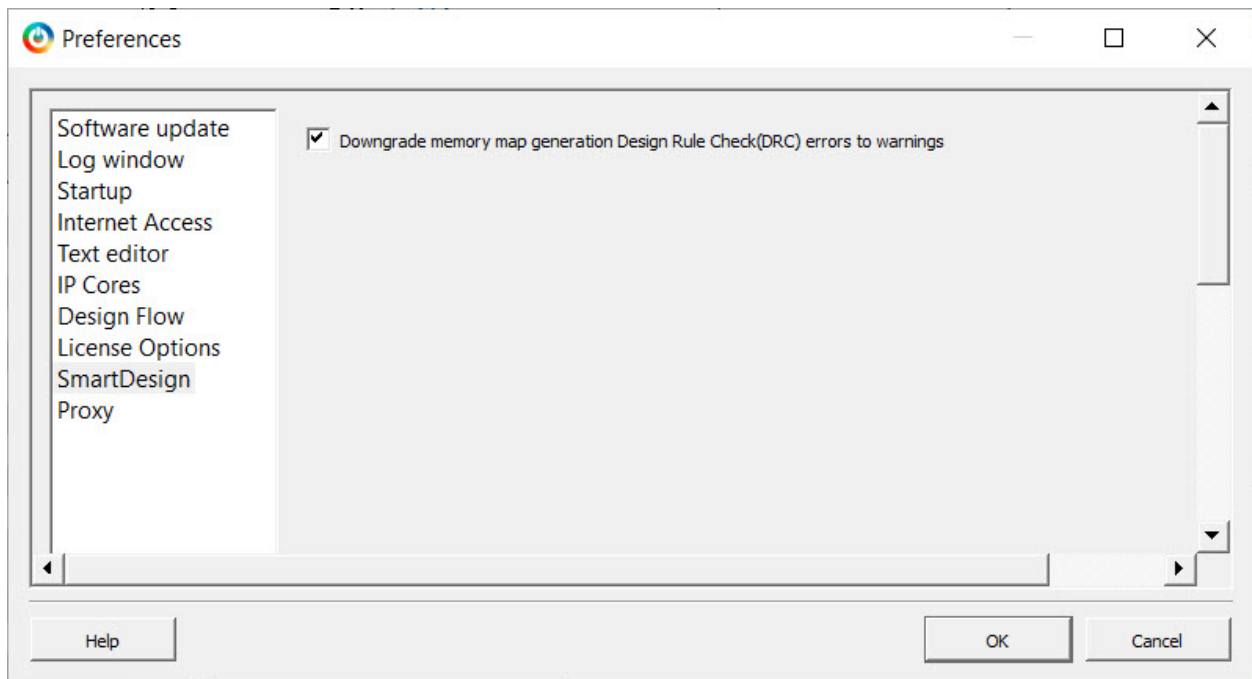 Preferences
Software update
Log window
Startup
Internet Access
Text editor
IP Cores
Design Flow
License Options
SmartDesign
Proxy
Downgrade memory map generation Design Rule Check(DRC) errors to warnings
Help
OK
Cancel